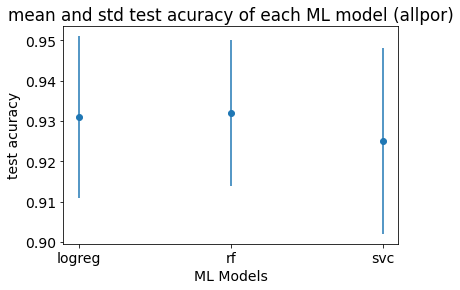 mean and std test acuracy of each ML model (allpor)
test acuracy
0.95
0.94
0.93
0.92
0.91
0.90
logreg rf svc
ML Models